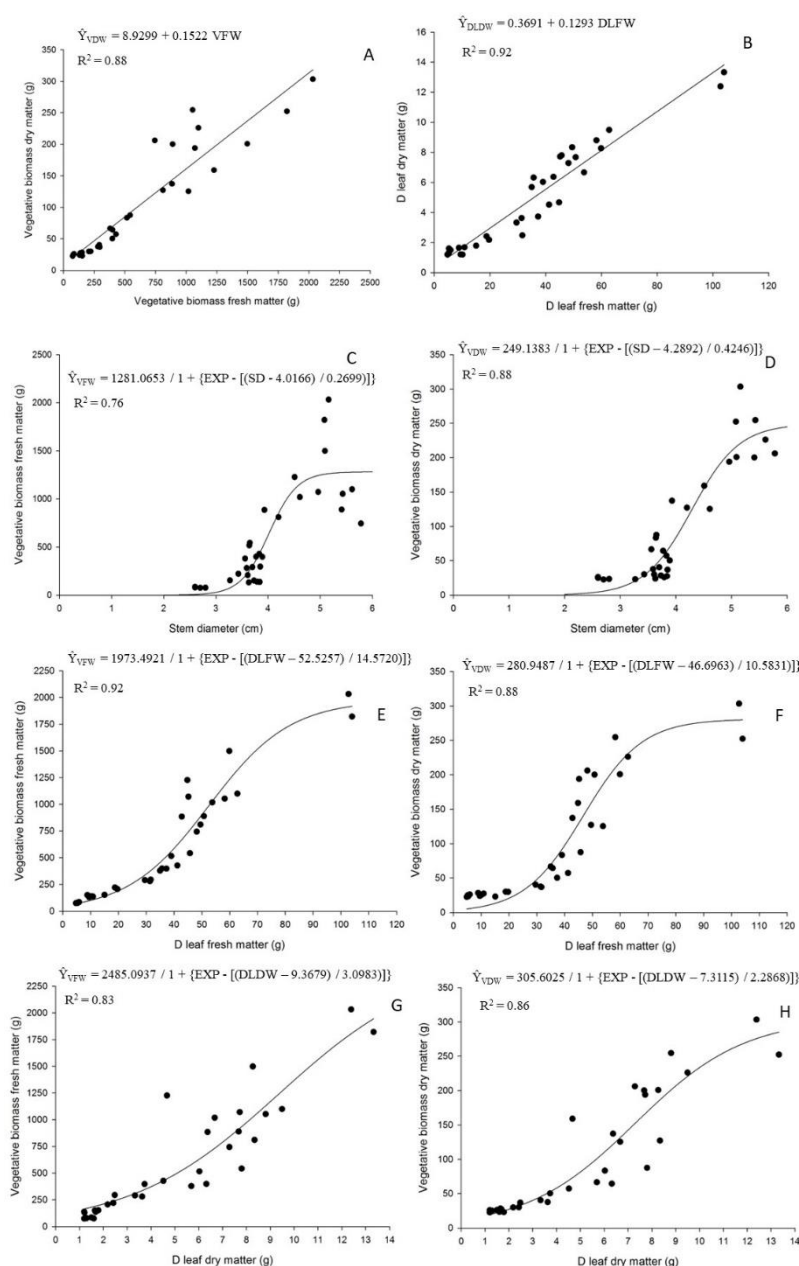 Ŷ_VDW = 8.9299 + 0.1522 VFW
R² = 0.88
A
350
300
250
200
150
100
50
0
Vegetative biomass dry matter (g)
0 250 500 750 1000 1250 1500 1750 2000 2250 2500
Vegetative biomass fresh matter (g)
Ŷ_DLDW = 0.3691 + 0.1293 DLFW
R² = 0.92
B
16
14
12
10
8
6
4
2
0
D leaf dry matter (g)
0 20 40 60 80 100 120
D leaf fresh matter (g)
C
Ŷ_VFW = 1281.0653 / 1 + {EXP - [(SD - 4.0166) / 0.2699)]}
R² = 0.76
2500
2000
1500
1000
500
0
Vegetative biomass fresh matter (g)
0 1 2 3 4 5 6
Stem diameter (cm)
Ŷ_VDW = 249.1383 / 1 + {EXP - [(SD – 4.2892) / 0.4246)]}
R² = 0.88
D
350
300
250
200
150
100
50
0
Vegetative biomass dry matter (g)
0 1 2 3 4 5 6
Stem diameter (cm)
Ŷ_VFW = 1973.4921 / 1 + {EXP - [(DLFW – 52.5257) / 14.5720)]}
R² = 0.92
E
2250
2000
1750
1500
1250
1000
750
500
250
0
Vegetative biomass fresh matter (g)
0 10 20 30 40 50 60 70 80 90 100 110 120
D leaf fresh matter (g)
Ŷ_VDW = 280.9487 / 1 + {EXP - [(DLFW - 46.6963) / 10.5831)]}
R² = 0.88
F
350
300
250
200
150
100
50
0
Vegetative biomass dry matter (g)
0 10 20 30 40 50 60 70 80 90 100 110 120
D leaf fresh matter (g)
Ŷ_VFW = 2485.0937 / 1 + {EXP - [(DLDW – 9.3679) / 3.0983)]}
R² = 0.83
G
2250
2000
1750
1500
1250
1000
750
500
250
0
Vegetative biomass fresh matter (g)
0 1 2 3 4 5 6 7 8 9 10 11 12 13 14
D leaf dry matter (g)
Ŷ_VDW = 305.6025 / 1 + {EXP - [(DLDW – 7.3115) / 2.2868)]}
R² = 0.86
H
350
300
250
200
150
100
50
0
Vegetative biomass dry matter (g)
0 1 2 3 4 5 6 7 8 9 10 11 12 13 14
D leaf dry matter (g)